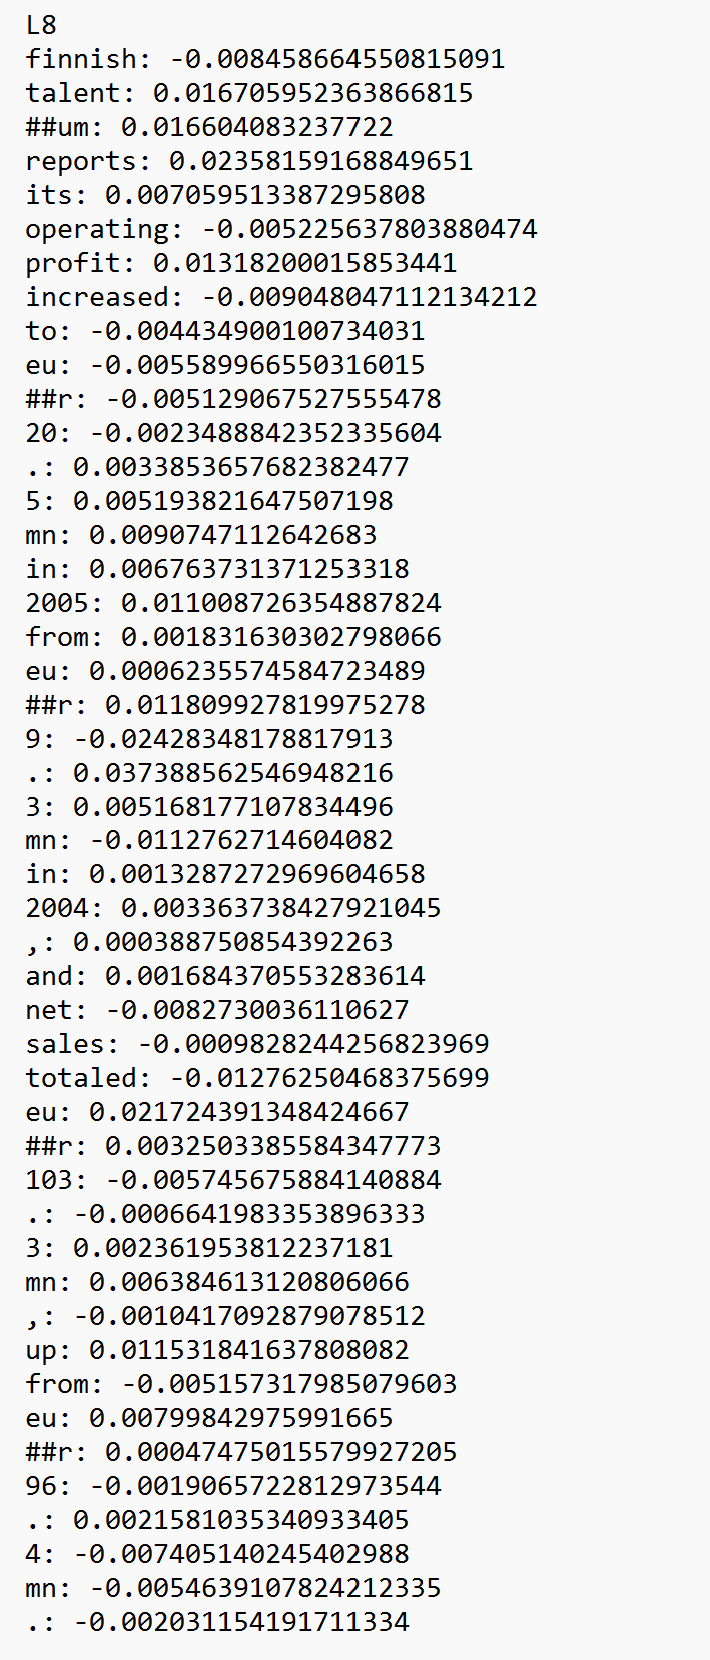 L8
finnish: -0.008458664550815091
talent: 0.016705952363866815
##um: 0.016604083237722
reports: 0.02358159168849651
its: 0.007059513387295808
operating: -0.005225637803880474
profit: 0.01318200015853441
increased: -0.009048047112134212
to: -0.004434900100734031
eu: -0.005589966550316015
##r: -0.005129067527555478
20: -0.0023488842352335604
.: 0.0033853657682382477
5: 0.005193821647507198
mn: 0.0090747112642683
in: 0.006763731371253318
2005: 0.011008726354887824
from: 0.001831630302798066
eu: 0.0006235574584723489
##r: 0.011809927819975278
9: -0.02428348178817913
.: 0.037388562546948216
3: 0.005168177107834496
mn: -0.0112762714604082
in: 0.0013287272969604658
2004: 0.003363738427921045
,: 0.000388750854392263
and: 0.001684370553283614
net: -0.0082730036110627
sales: -0.0009828244256823969
totaled: -0.01276250468375699
eu: 0.021724391348424667
##r: 0.0032503385584347773
103: -0.005745675884140884
.: -0.0006641983353896333
3: 0.002361953812237181
mn: 0.006384613120806066
,: -0.0010417092879078512
up: 0.011531841637808082
from: -0.005157317985079603
eu: 0.00799842975991665
##r: 0.00047475015579927205
96: -0.0019065722812973544
.: 0.0021581035340933405
4: -0.007405140245402988
mn: -0.0054639107824212335
.: -0.002031154191711334